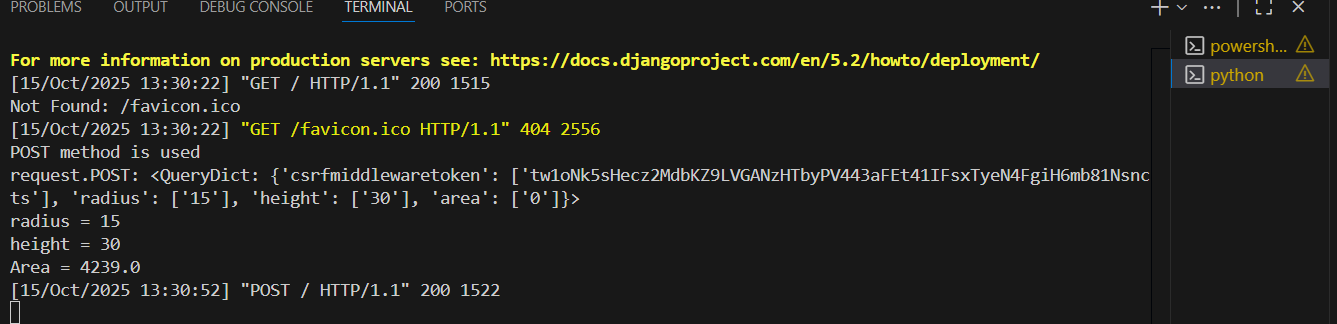 PROBLEMS OUTPUT DEBUG CONSOLE TERMINAL PORTS
For more information on production servers see: https://docs.djangoproject.com/en/5.2/howto/deployment/
[15/Oct/2025 13:30:22] "GET / HTTP/1.1" 200 1515
Not Found: /favicon.ico
[15/Oct/2025 13:30:22] "GET /favicon.ico HTTP/1.1" 404 2556
POST method is used
request.POST: <QueryDict: {'csrfmiddlewaretoken': ['tw1oNk5sHecz2MdbKZ9LVGANzHTbyPV443aFEt41IFsxTyeN4FgiH6mb81Nsnc
ts'], 'radius': ['15'], 'height': ['30'], 'area': ['0']}>
radius = 15
height = 30
Area = 4239.0
[15/Oct/2025 13:30:52] "POST / HTTP/1.1" 200 1522
powersh...
python